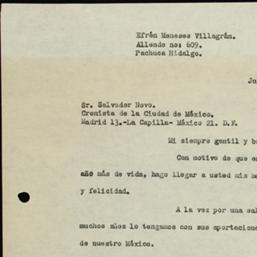 Efrén Meneses Villagrán.
Allende no: 609.
Pachuca Hidalgo.
Ju
Sr. Salvador Novo.
Cronista de la Ciudad de México.
Madrid 13.-La Capilla- México 21. D.F.
Mi siempre gentil y b
Con motivo de que e
año más de vida, hago llegar a usted mis
y felicidad.
A la vez por una sal
muchos años lo tengamos con sus aportacione
de nuestro México.